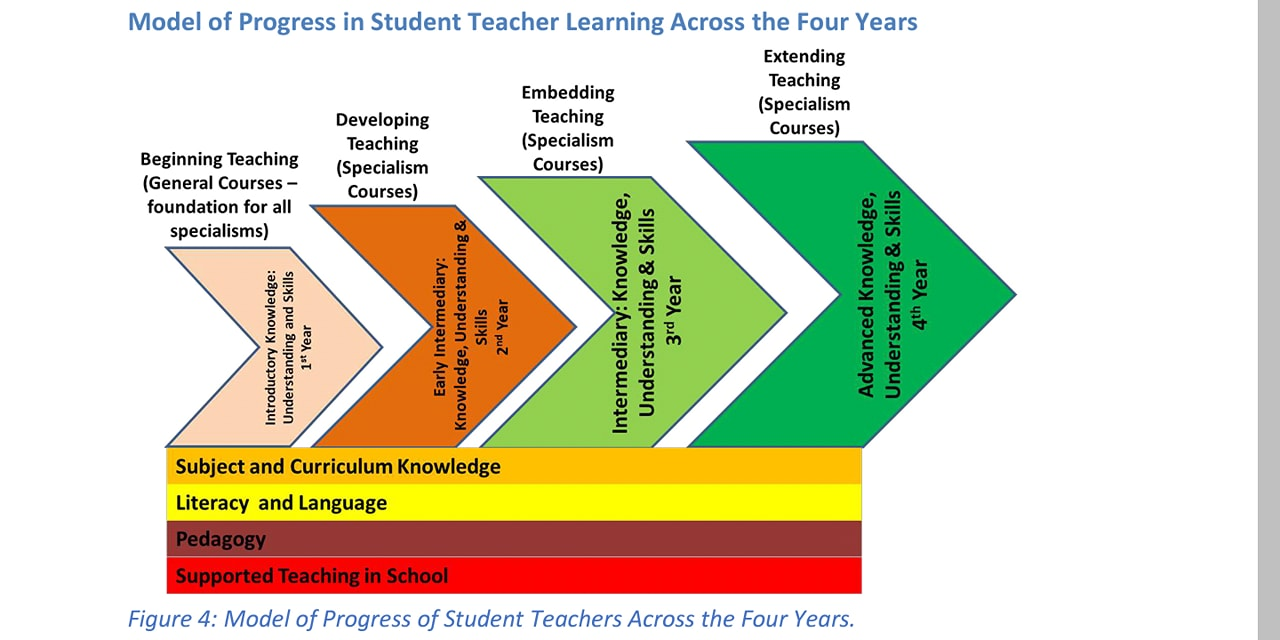 Model of Progress in Student Teacher Learning Across the Four Years
Beginning Teaching
(General Courses –
foundation for all
specialisms)
Developing
Teaching
(Specialism
Courses)
Embedding
Teaching
(Specialism
Courses)
Extending
Teaching
(Specialism
Courses)
Introductory Knowledge:
Understanding and Skills
1st Year
Early Intermediary:
Knowledge, Understanding &
Skills
2nd Year
Intermediary: Knowledge,
Understanding & Skills
3rd Year
Advanced Knowledge,
Understanding & Skills
4th Year
Subject and Curriculum Knowledge
Literacy  and Language
Pedagogy
Supported Teaching in School
Figure 4: Model of Progress of Student Teachers Across the Four Years.